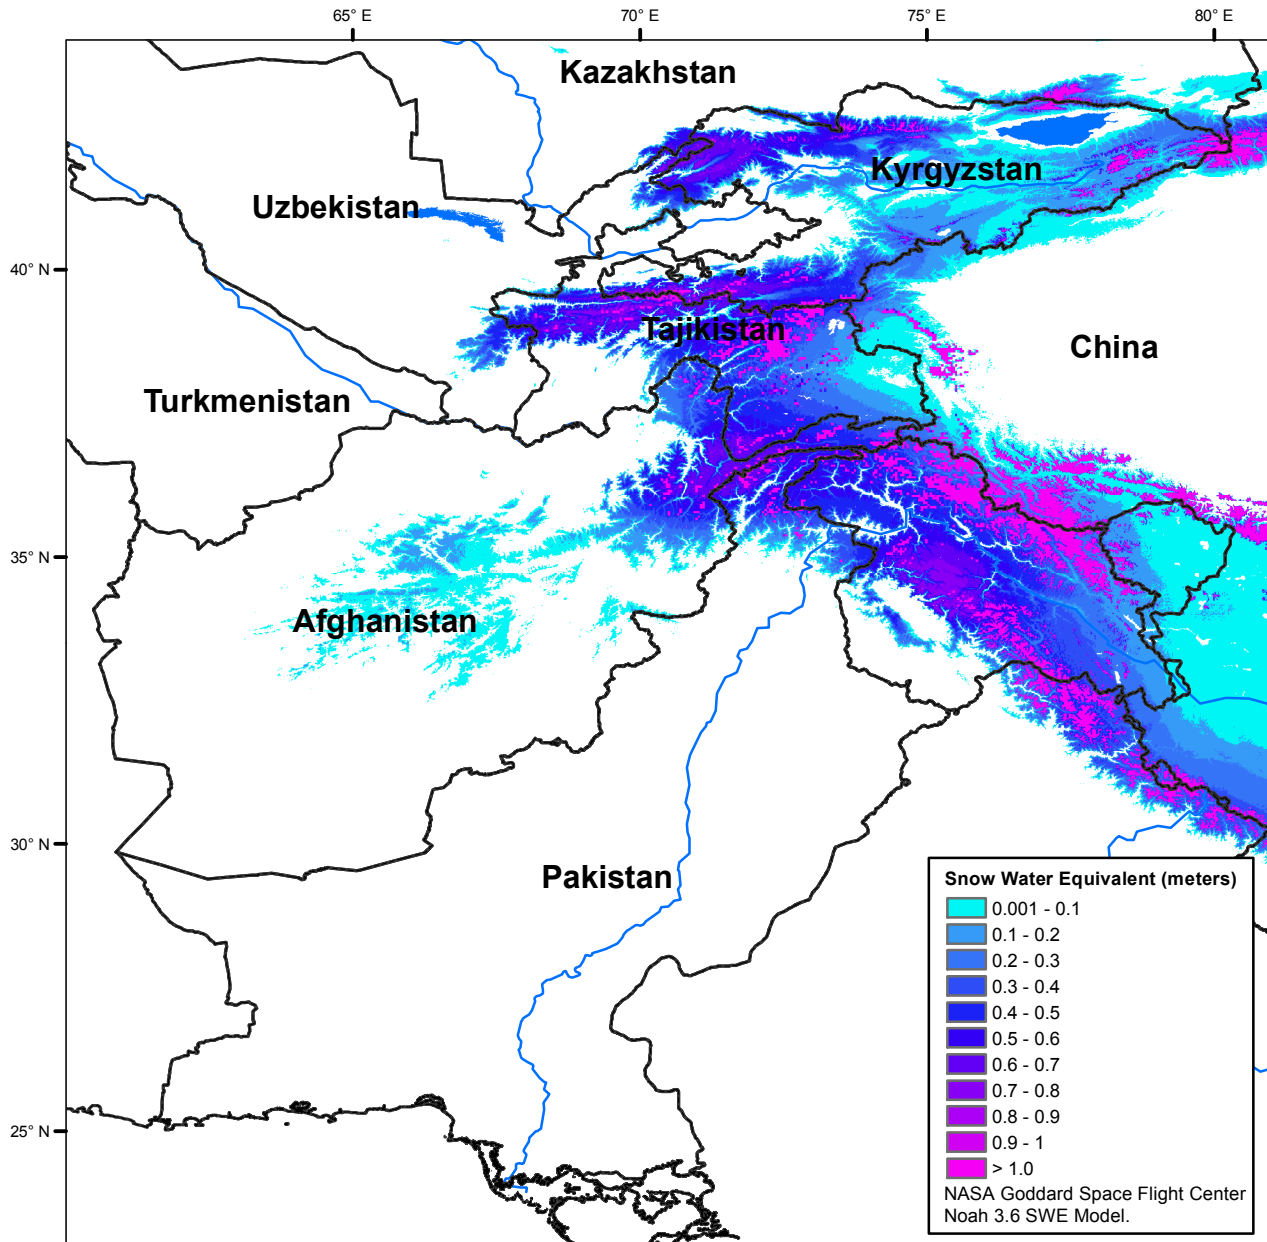 65° E
70° E
75° E
80° E
Kazakhstan
Kyrgyzstan
Uzbekistan
40° N
Tajikistan
China
Turkmenistan
35° N
Afghanistan
30° N
Pakistan
25° N
Snow Water Equivalent (meters)
0.001 - 0.1
0.1 - 0.2
0.2 - 0.3
0.3 - 0.4
0.4 - 0.5
0.5 - 0.6
0.6 - 0.7
0.7 - 0.8
0.8 - 0.9
0.9 - 1
> 1.0
NASA Goddard Space Flight Center
Noah 3.6 SWE Model.